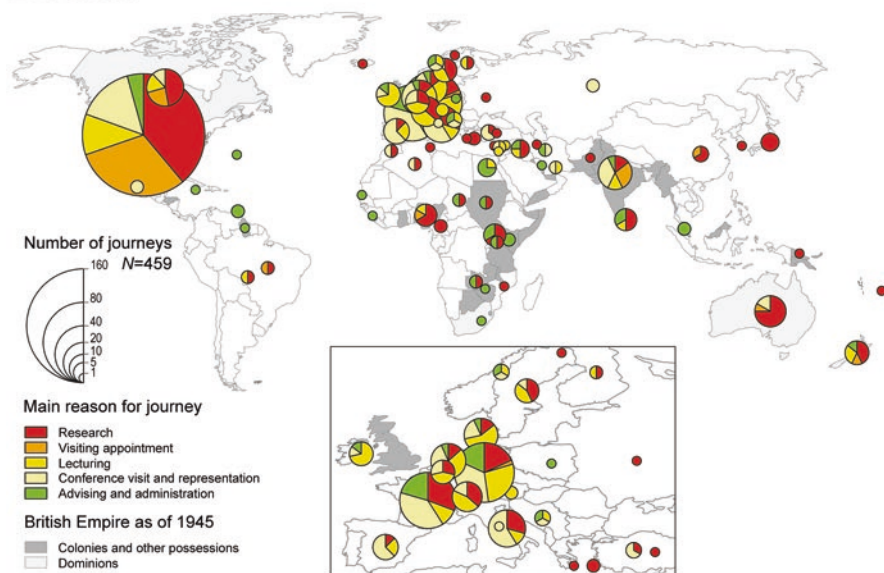 Number of journeys
N=459
160
80
40
20
10
5
1
Main reason for journey
Research
Visiting appointment
Lecturing
Conference visit and representation
Advising and administration
British Empire as of 1945
Colonies and other possessions
Dominions